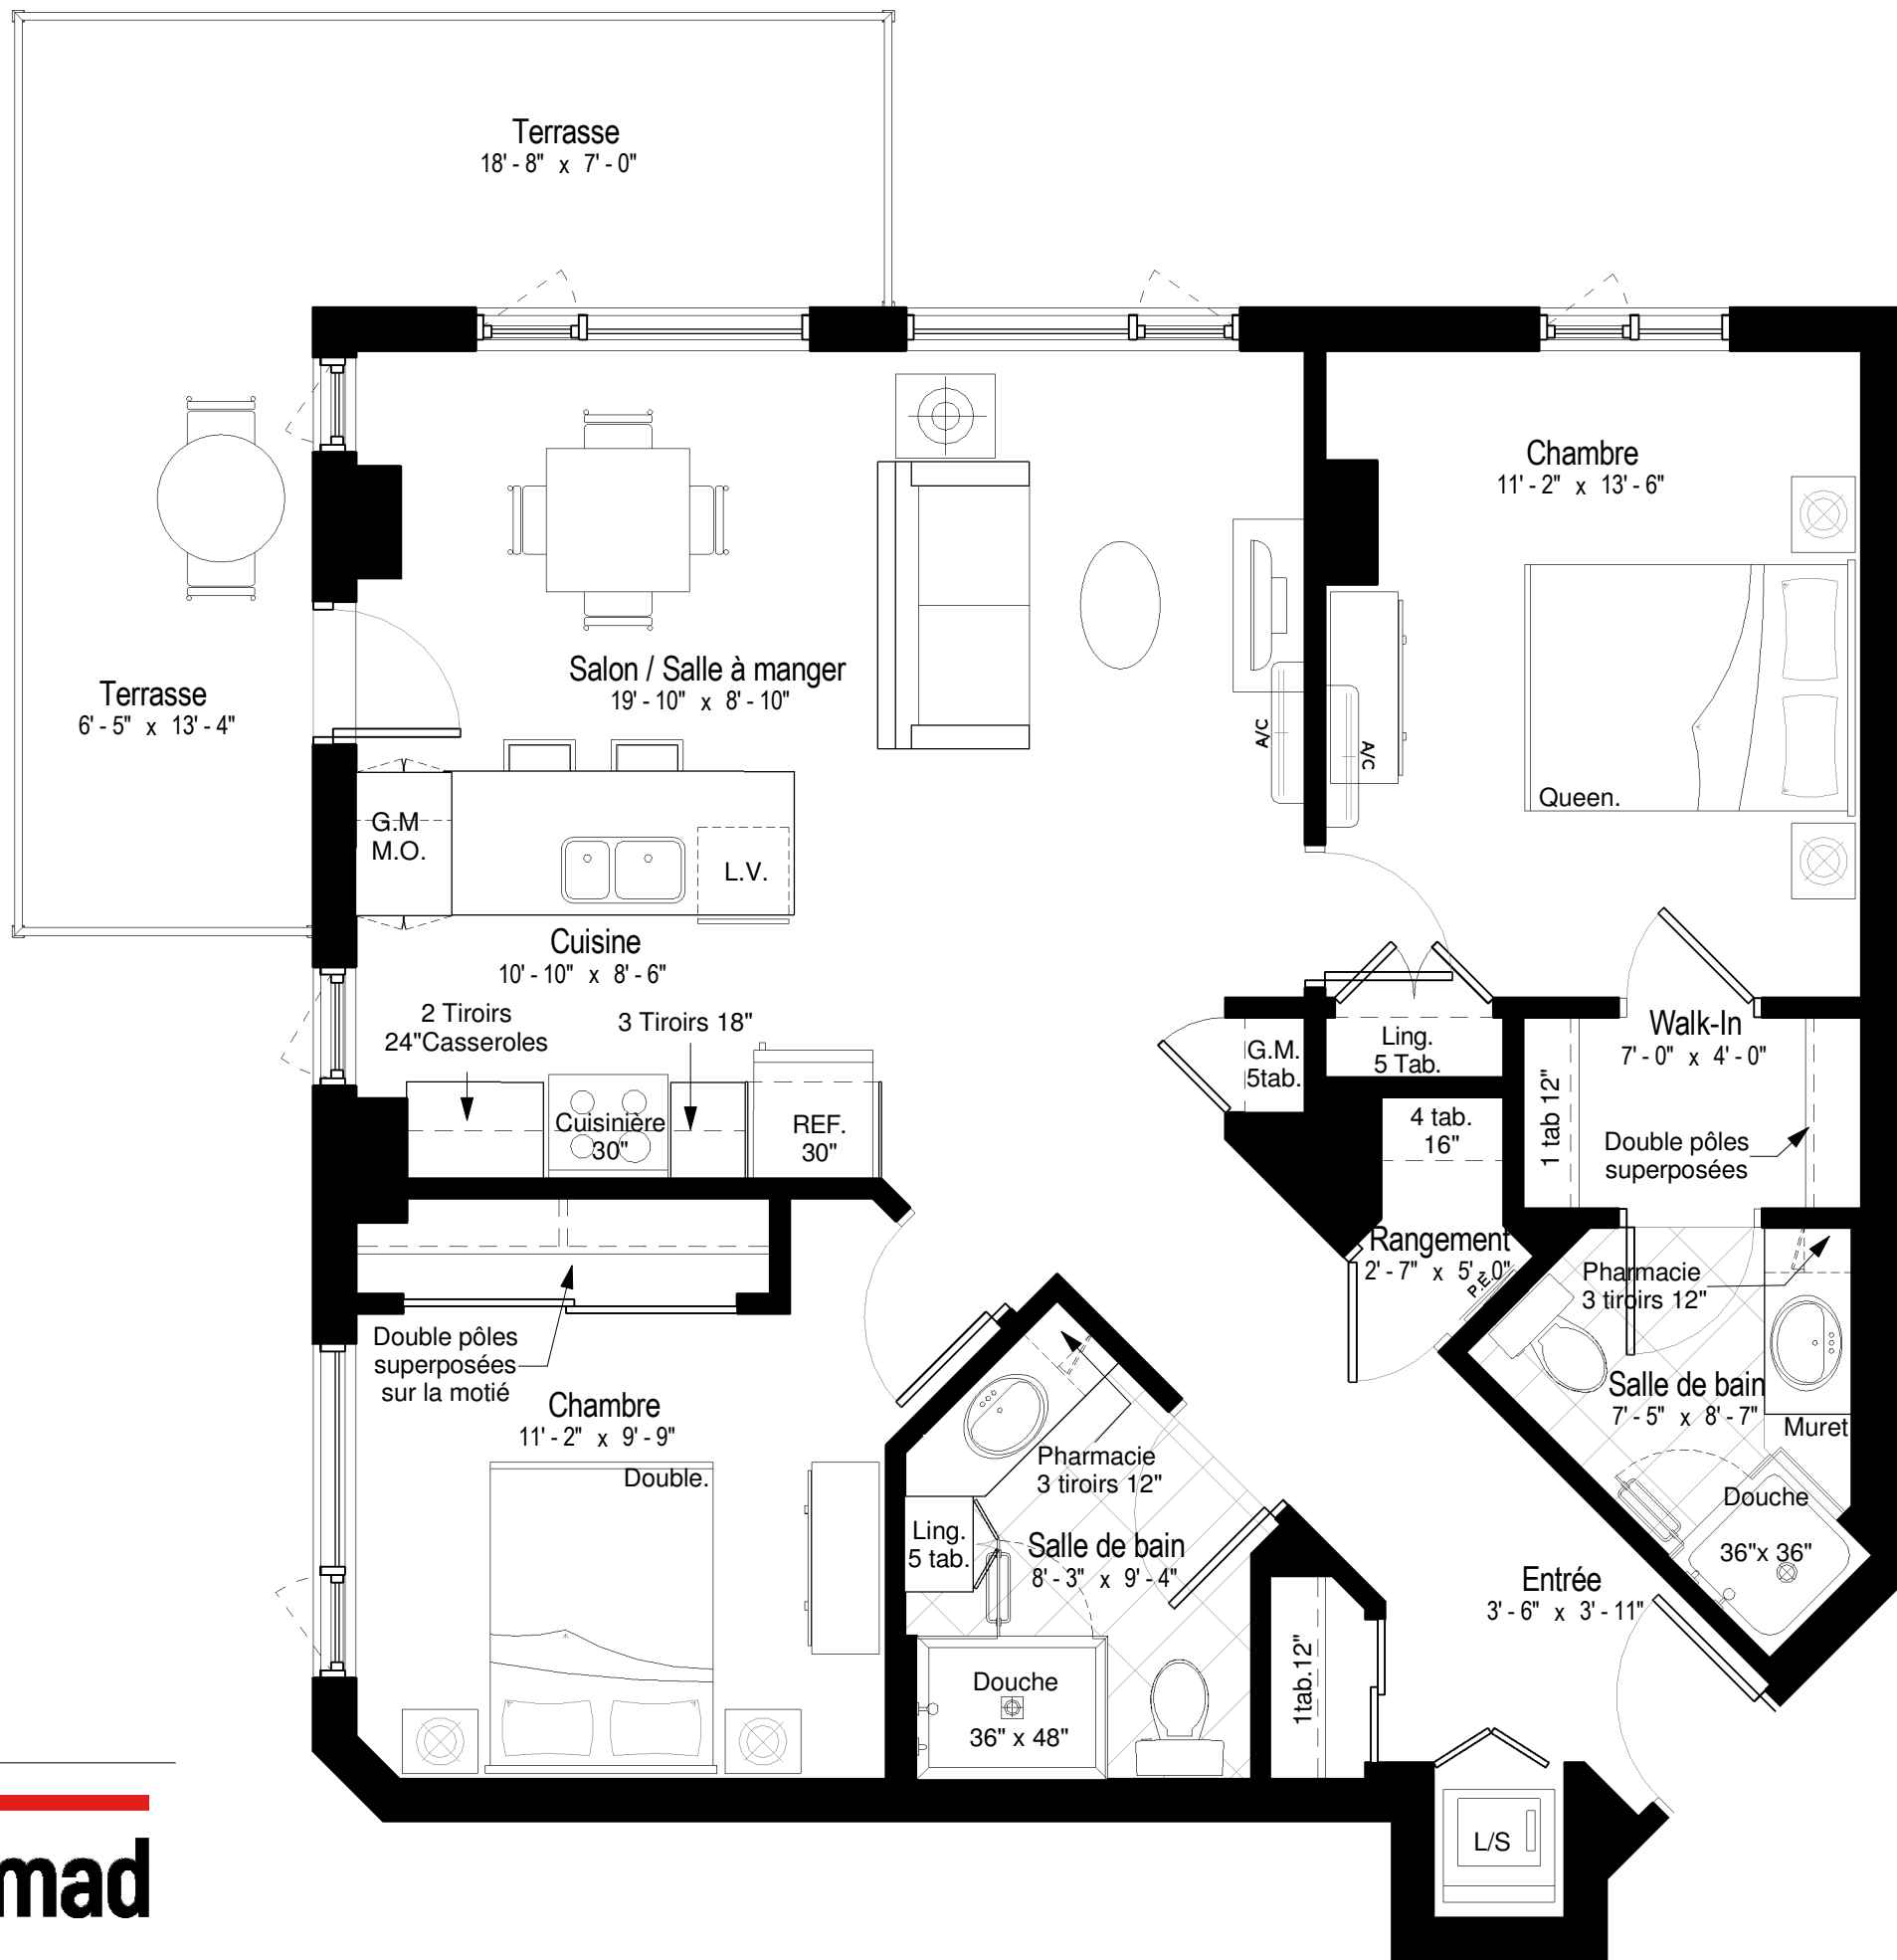 Terrasse
18' - 8" x 7' - 0"
Chambre
11' - 2" x 13' - 6"
Salon / Salle à manger
19' - 10" x 8' - 10"
Terrasse
6' - 5" x 13' - 4"
A/C
A/C
Queen.
G.M
M.O.
L.V.
Cuisine
10' - 10" x 8' - 6"
2 Tiroirs
24"Casseroles
3 Tiroirs 18"
Cuisinière
30"
REF.
30"
G.M.
5tab.
Ling.
5 Tab.
Walk-In
7' - 0" x 4' - 0"
1 tab 12"
Double pôles
superposées
4 tab.
16"
Rangement
2' - 7" x 5' - 0"
P.E.
Pharmacie
3 tiroirs 12"
Salle de bain
7' - 5" x 8' - 7"
Muret
Douche
36"x 36"
Double pôles
superposées
sur la motié
Chambre
11' - 2" x 9' - 9"
Double.
Pharmacie
3 tiroirs 12"
Ling.
5 tab.
Salle de bain
8' - 3" x 9' - 4"
Douche
36" x 48"
1tab.12"
Entrée
3' - 6" x 3' - 11"
L/S
mad